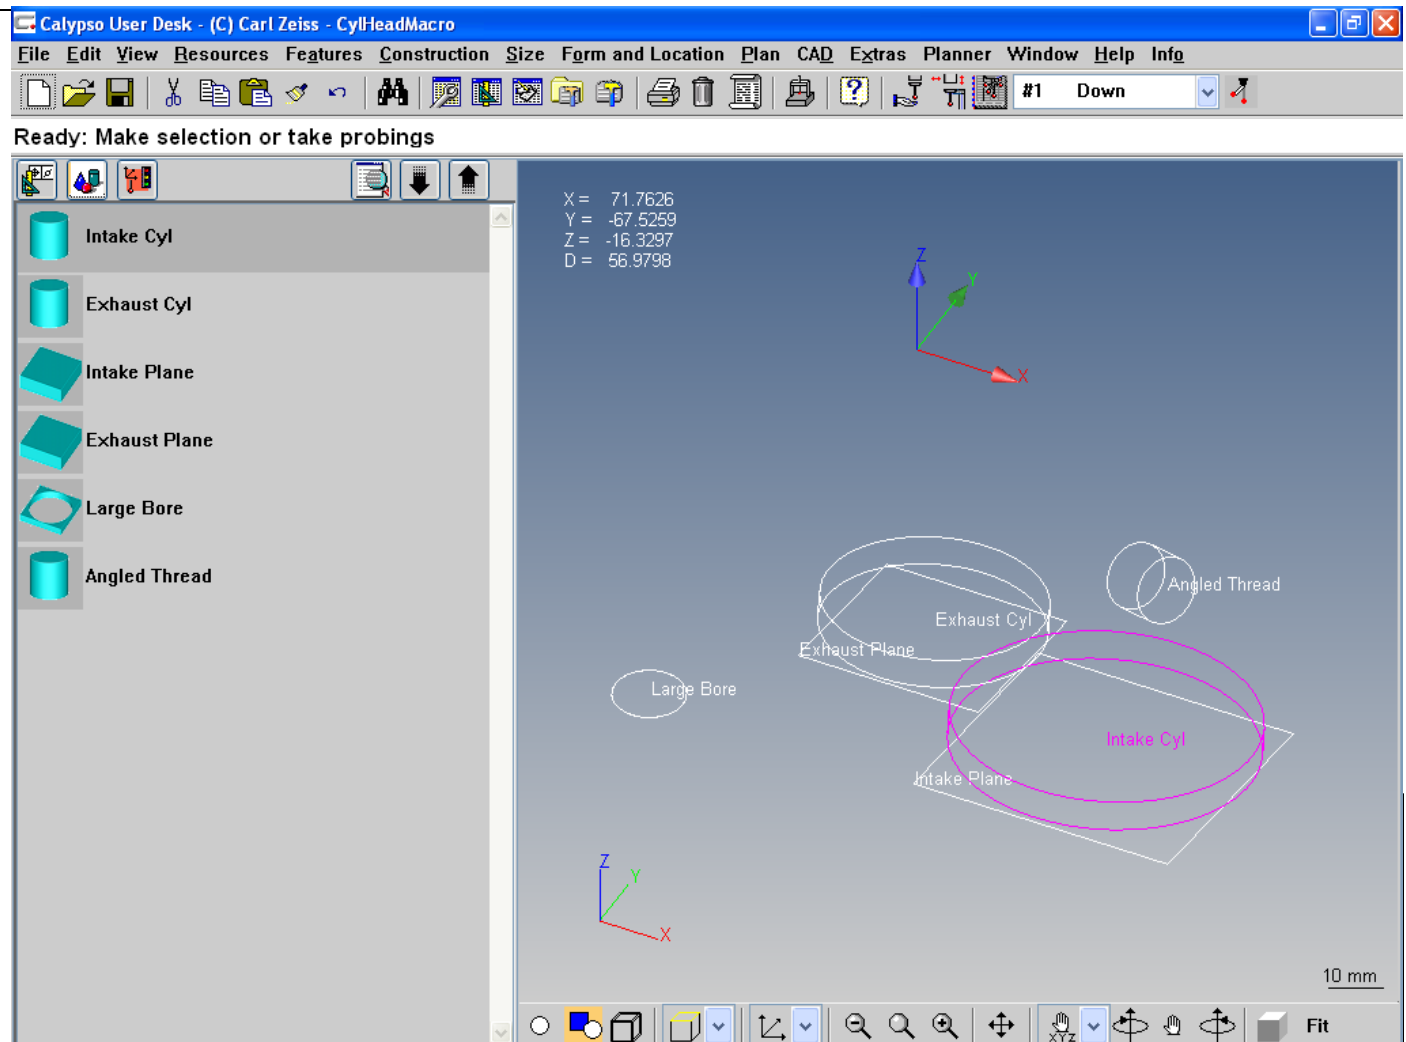 Calypso User Desk - (C) Carl Zeiss - CylHeadMacro
File Edit View Resources Features Construction Size Form and Location Plan CAD Extras Planner Window Help Info
#1 Down
Ready: Make selection or take probings
X = 71.7626
Y = -67.5259
Z = -16.3297
D = 56.9798
Intake Cyl
Exhaust Cyl
Intake Plane
Exhaust Plane
Large Bore
Angled Thread
Z
Y
X
Angled Thread
Exhaust Cyl
Exhaust Plane
Large Bore
Intake Cyl
Intake Plane
Z
Y
X
10 mm
XYZ
Fit